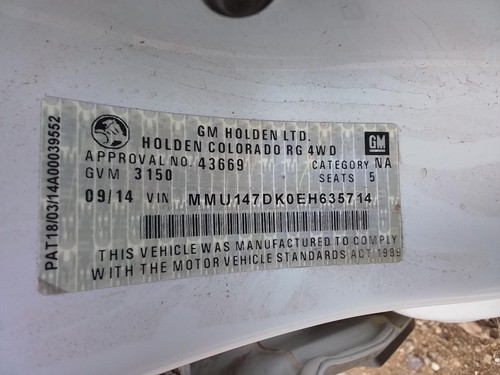 GM HOLDEN LTD.
HOLDEN COLORADO RG 4WD
GM
APPROVAL NO. 43669 CATEGORY NA
GVM 3150 SEATS 5
09/14 VIN MMU147DK0EH635714
THIS VEHICLE WAS MANUFACTURED TO COMPLY
WITH THE MOTOR VEHICLE STANDARDS ACT 1989
PAT18/03/14A00039552